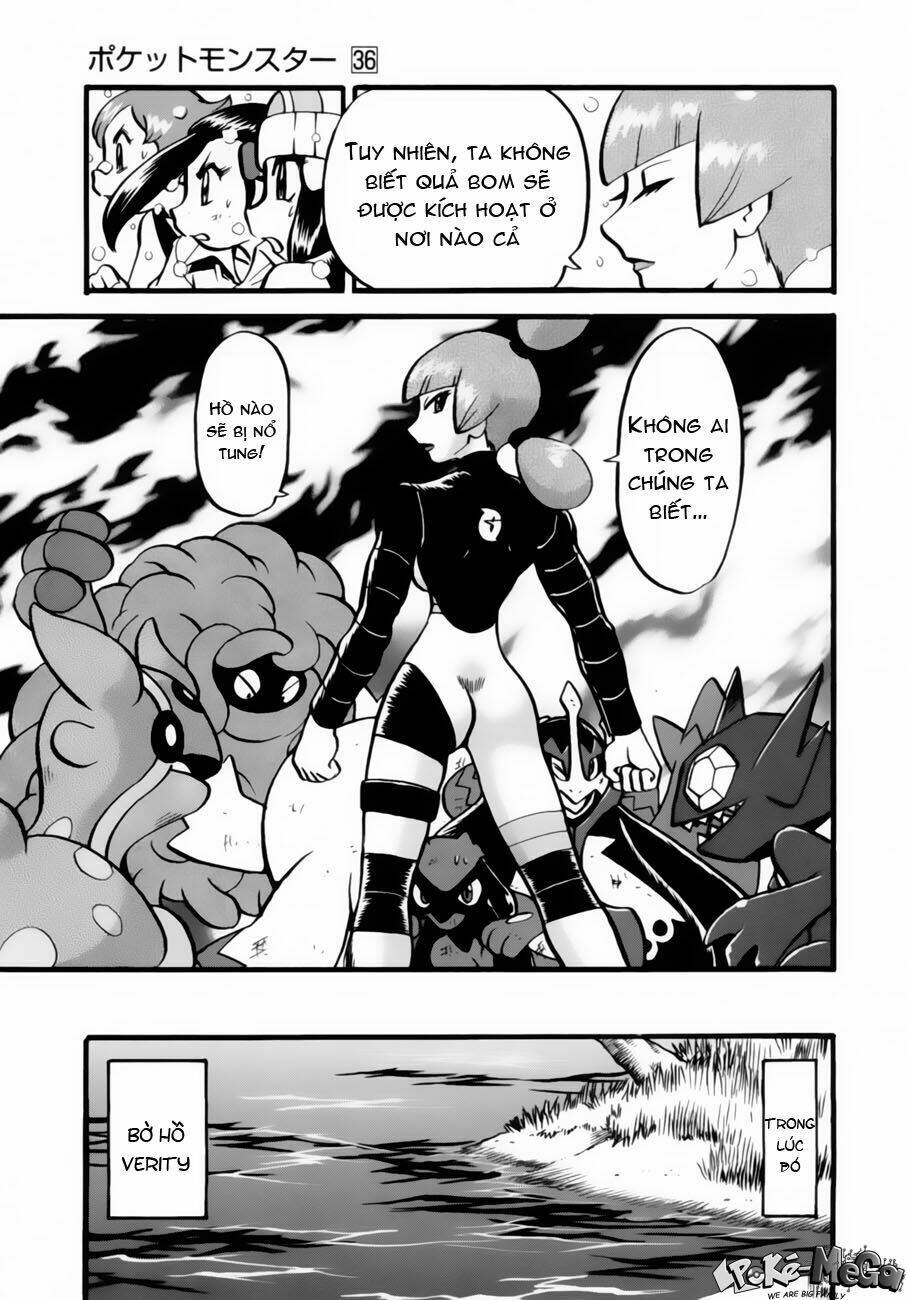 ポケットモンスター 36
TUY NHIÊN, TA KHÔNG
BIẾT QUẢ BOM SẼ
ĐƯỢC KÍCH HOẠT Ở
NƠI NÀO CẢ
KHÔNG AI
TRONG
CHÚNG TA
BIẾT...
HỒ NÀO
SẼ BỊ NỔ
TUNG!
TRONG
LÚC
ĐÓ
BỜ HỒ
VERITY
POKÉ-MEGA
WE ARE BIG FAMILY